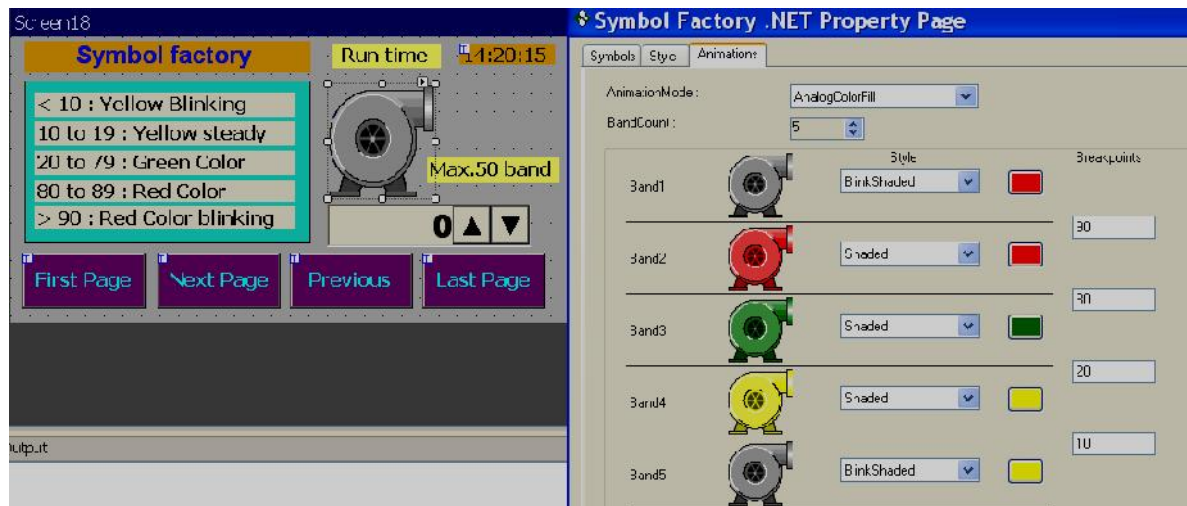 Screen18
Symbol factory
Run time
14:20:15
< 10 : Yellow Blinking
10 to 19 : Yellow steady
20 to 79 : Green Color
80 to 89 : Red Color
> 90 : Red Color blinking
Max.50 band
0
First Page
Next Page
Previous
Last Page
Output
Symbol Factory .NET Property Page
Symbols
Style
Animations
AnimationMode :
AnalogColorFill
BandCount :
5
Style
Breakpoints
Band1
BlinkShaded
90
Band2
Shaded
80
Band3
Shaded
20
Band4
Shaded
10
Band5
BlinkShaded